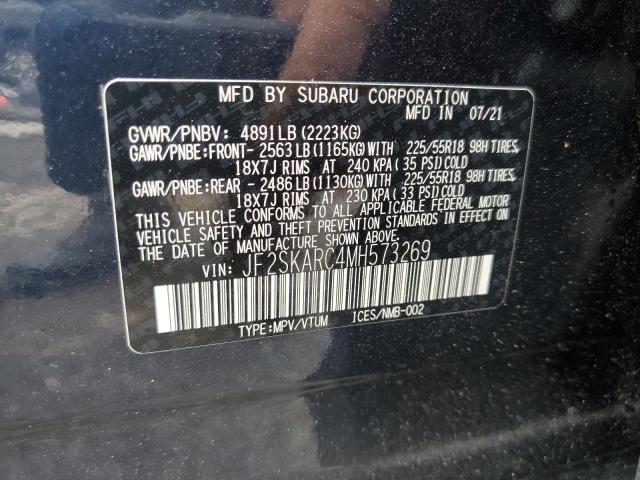 MFD BY SUBARU CORPORATION
MFD IN 07/21
GVWR/PNBV: 4891LB (2223KG)
GAWR/PNBE:FRONT- 2563LB (1165KG)WITH 225/55R18 98H TIRES,
18X7J RIMS AT 240 KPA (35 PSI) COLD
GAWR/PNBE:REAR - 2486LB (1130KG)WITH 225/55R18 98H TIRES,
18X7J RIMS AT 230 KPA (33 PSI) COLD
THIS VEHICLE CONFORMS TO ALL APPLICABLE FEDERAL MOTOR
VEHICLE SAFETY AND THEFT PREVENTION STANDARDS IN EFFECT ON
THE DATE OF MANUFACTURE SHOWN ABOVE.
VIN: JF2SKARC4MH573269
TYPE:MPV/VTUM ICES/NMB-002